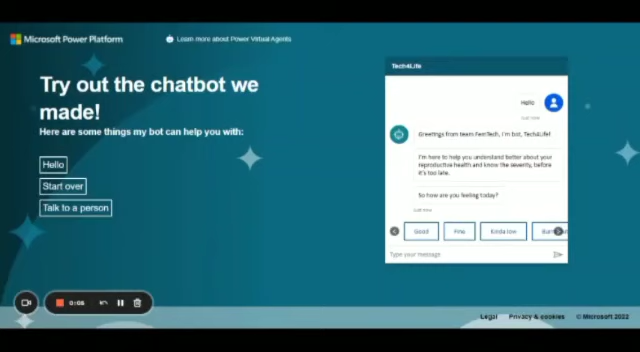 Microsoft Power Platform
Learn more about Power Virtual Agents
Try out the chatbot we
made!
Here are some things my bot can help you with:
Hello
Start over
Talk to a person
Tech4Life
Hello
Just now
Greetings from team FemTech, I'm bot, Tech4Life!
I'm here to help you understand better about your
reproductive health and know the severity, before
it's too late.
So how are you feeling today?
Just now
Good
Fine
Kinda low
Type your message
0:08
Legal
Privacy & cookies
© Microsoft 2022